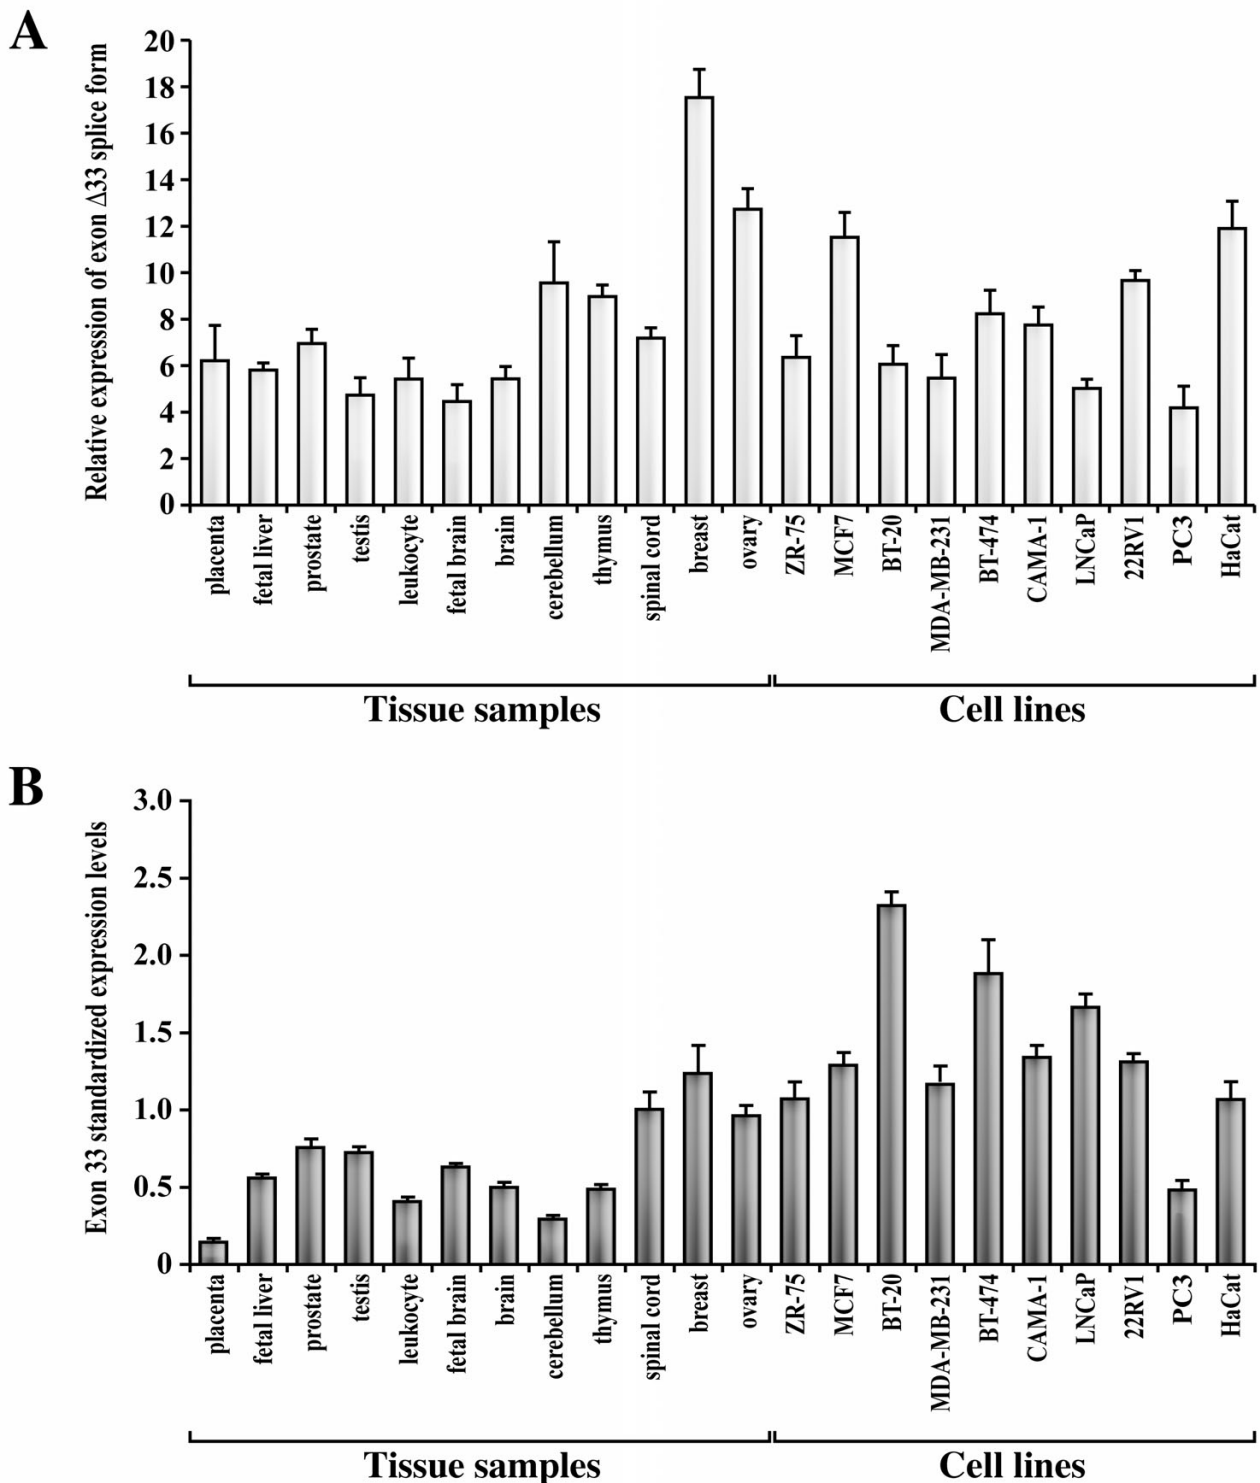 A
Relative expression of exon Δ33 splice form
20
18
16
14
12
10
8
6
4
2
0
placenta
fetal liver
prostate
testis
leukocyte
fetal brain
brain
cerebellum
thymus
spinal cord
breast
ovary
ZR-75
MCF7
BT-20
MDA-MB-231
BT-474
CAMA-1
LNCaP
22RV1
PC3
HaCat
Tissue samples
Cell lines
B
Exon 33 standardized expression levels
3.0
2.5
2.0
1.5
1.0
0.5
0
placenta
fetal liver
prostate
testis
leukocyte
fetal brain
brain
cerebellum
thymus
spinal cord
breast
ovary
ZR-75
MCF7
BT-20
MDA-MB-231
BT-474
CAMA-1
LNCaP
22RV1
PC3
HaCat
Tissue samples
Cell lines